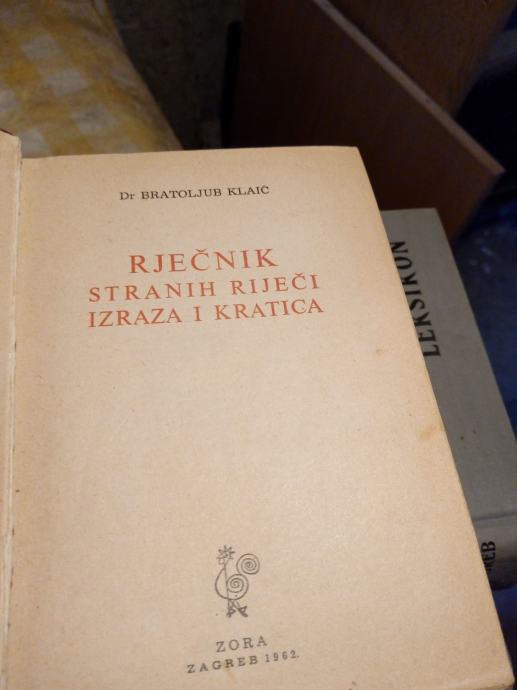 Dr BRATOLJUB KLAIĆ
RJEČNIK
STRANIH RIJEČI
IZRAZA I KRATICA
ZORA
ZAGREB 1962.
LEKSIKON